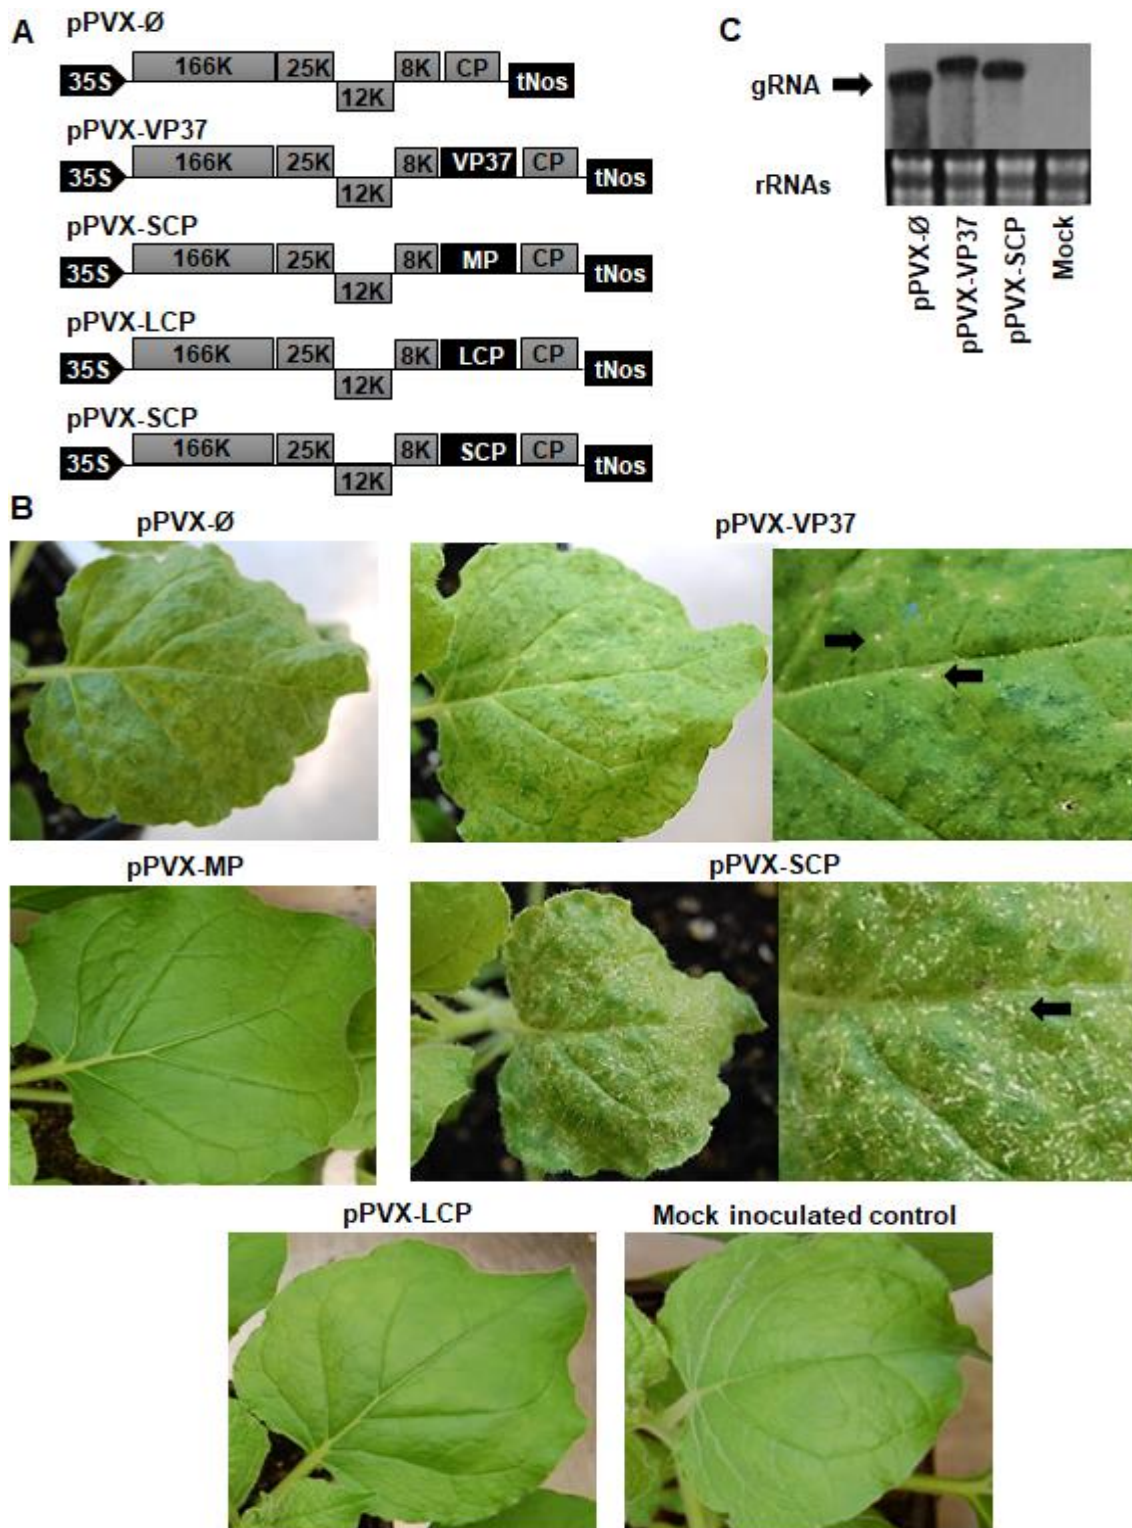 A
pPVX-Ø
35S 166K 25K 12K 8K CP tNos
pPVX-VP37
35S 166K 25K 12K 8K VP37 CP tNos
pPVX-SCP
35S 166K 25K 12K 8K MP CP tNos
pPVX-LCP
35S 166K 25K 12K 8K LCP CP tNos
pPVX-SCP
35S 166K 25K 12K 8K SCP CP tNos
C
gRNA
rRNAs
pPVX-Ø
pPVX-VP37
pPVX-SCP
Mock
B
pPVX-Ø
pPVX-VP37
pPVX-MP
pPVX-SCP
pPVX-LCP
Mock inoculated control